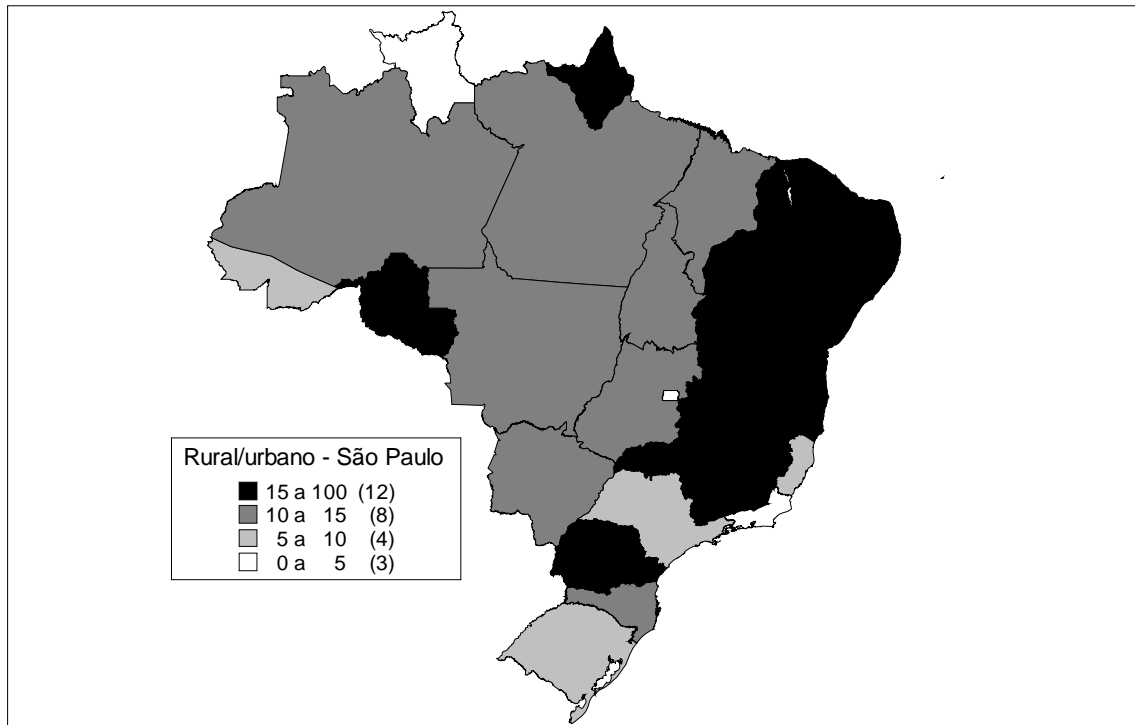 Rural/urbano - São Paulo
15 a 100 (12)
10 a 15 (8)
5 a 10 (4)
0 a 5 (3)